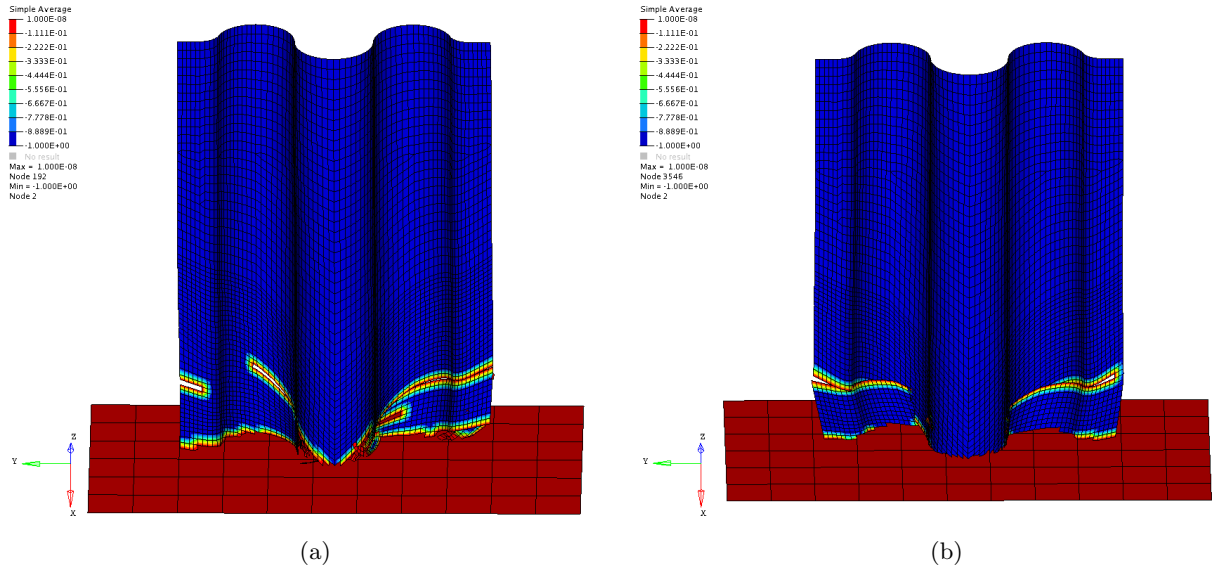 Simple Average
1.000E-08
-1.111E-01
-2.222E-01
-3.333E-01
-4.444E-01
-5.556E-01
-6.667E-01
-7.778E-01
-8.889E-01
-1.000E+00
No result
Max = 1.000E-08
Node 192
Min = -1.000E+00
Node 2
Z
Y
X
(a)
Simple Average
1.000E-08
-1.111E-01
-2.222E-01
-3.333E-01
-4.444E-01
-5.556E-01
-6.667E-01
-7.778E-01
-8.889E-01
-1.000E+00
No result
Max = 1.000E-08
Node 3546
Min = -1.000E+00
Node 2
Z
Y
X
(b)